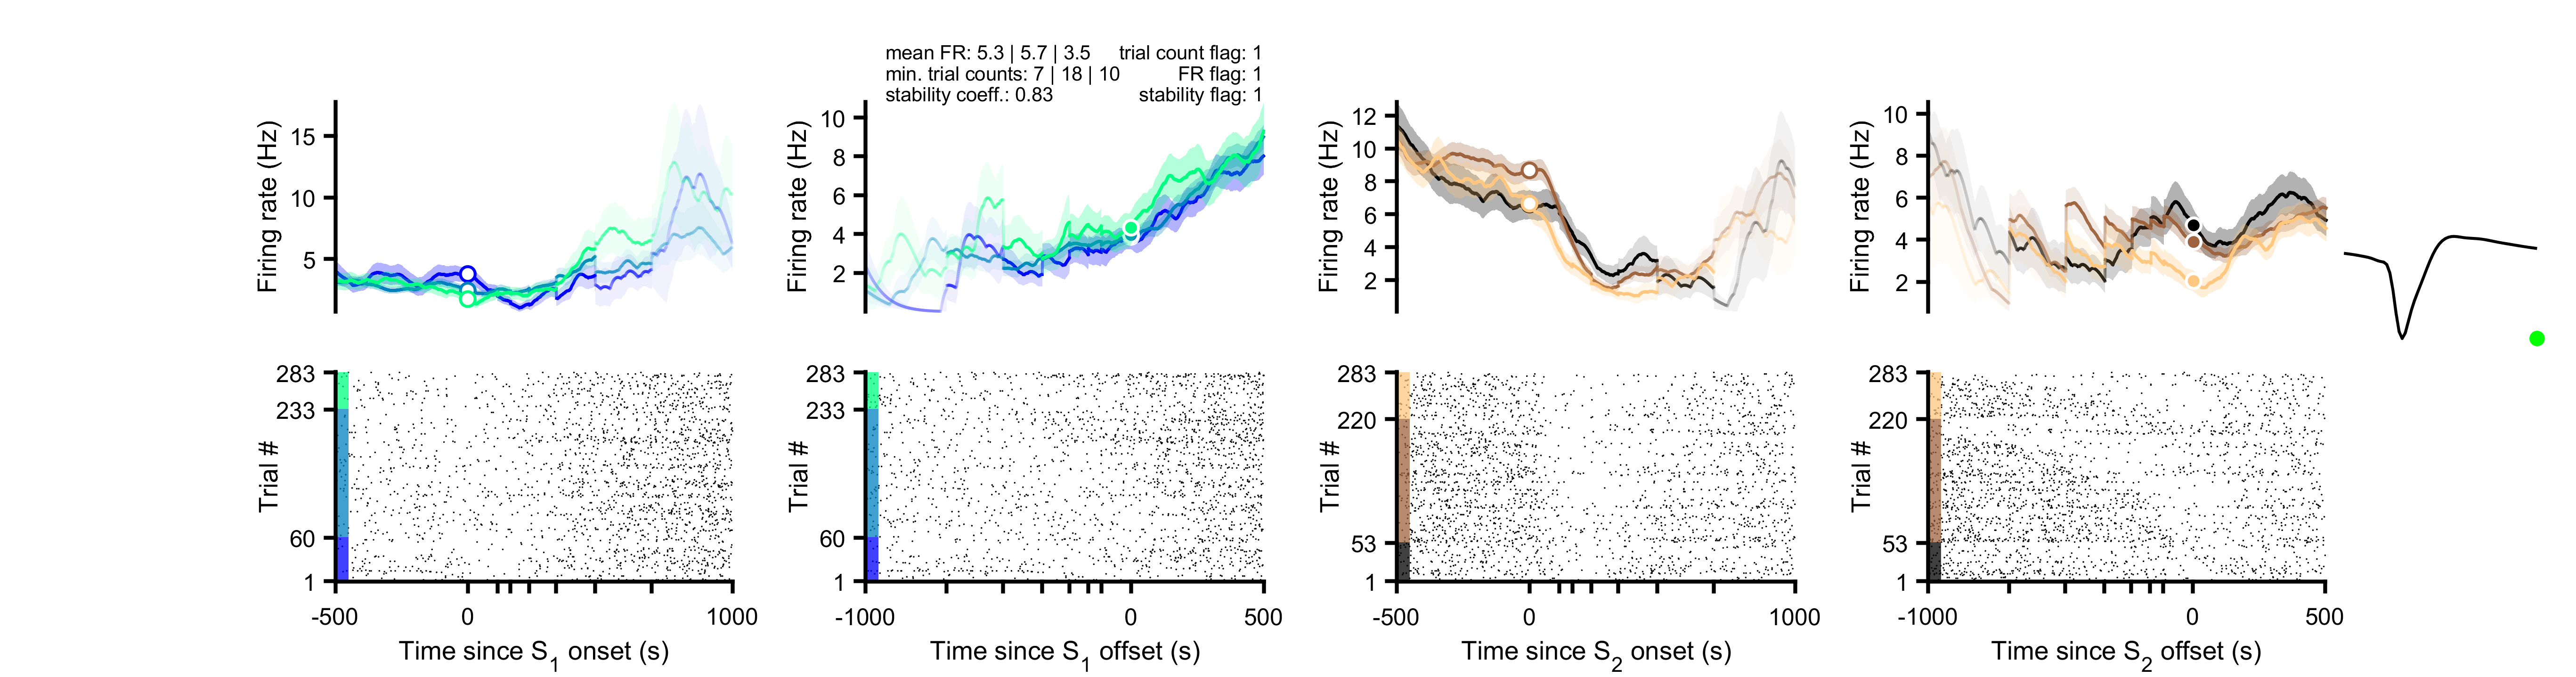 mean FR: 5.3 | 5.7 | 3.5 trial count flag: 1
min. trial counts: 7 | 18 | 10 FR flag: 1
stability coeff.: 0.83 stability flag: 1
Firing rate (Hz)
15
10
5
Firing rate (Hz)
10
8
6
4
2
Firing rate (Hz)
12
10
8
6
4
2
Firing rate (Hz)
10
8
6
4
2
Trial #
283
233
60
1
-500 0 1000
Time since S1 onset (s)
Trial #
283
233
60
1
-1000 0 500
Time since S1 offset (s)
Trial #
283
220
53
1
-500 0 1000
Time since S2 onset (s)
Trial #
283
220
53
1
-1000 0 500
Time since S2 offset (s)